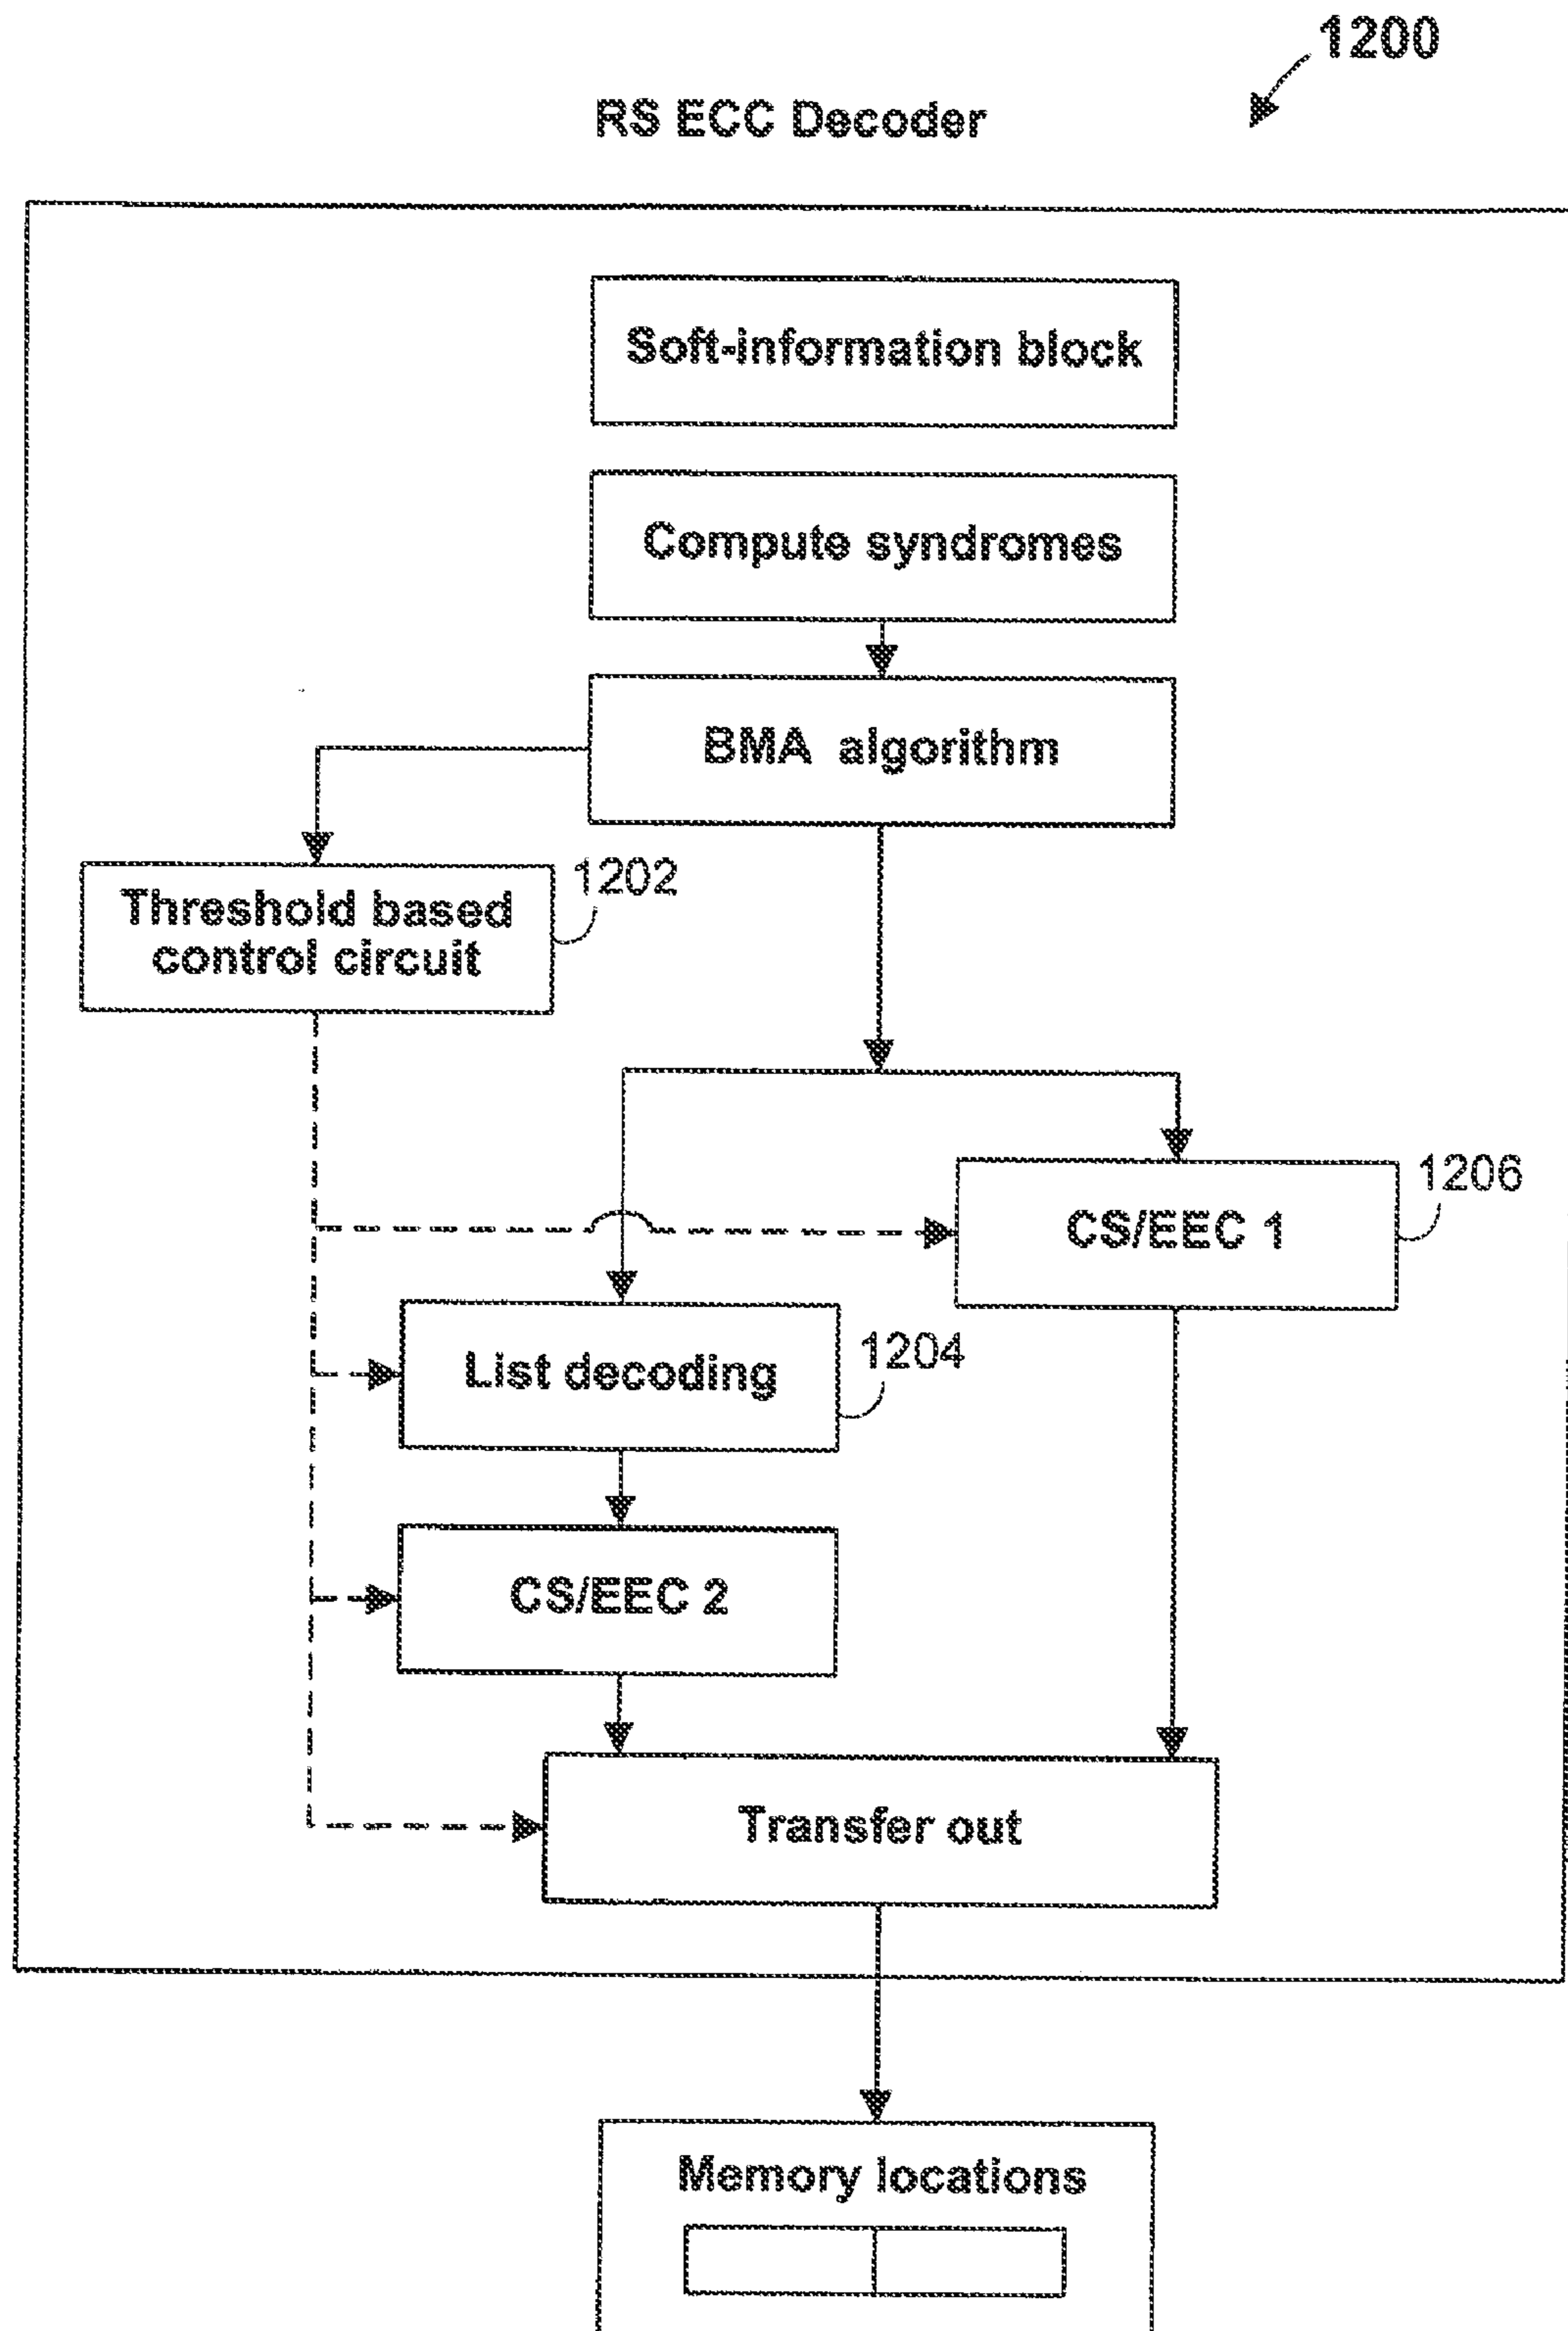 1200
RS ECC Decoder
Soft-information block
Compute syndromes
BMA algorithm
Threshold based
control circuit
1202
CS/EEC 1
1206
List decoding
1204
CS/EEC 2
Transfer out
Memory locations